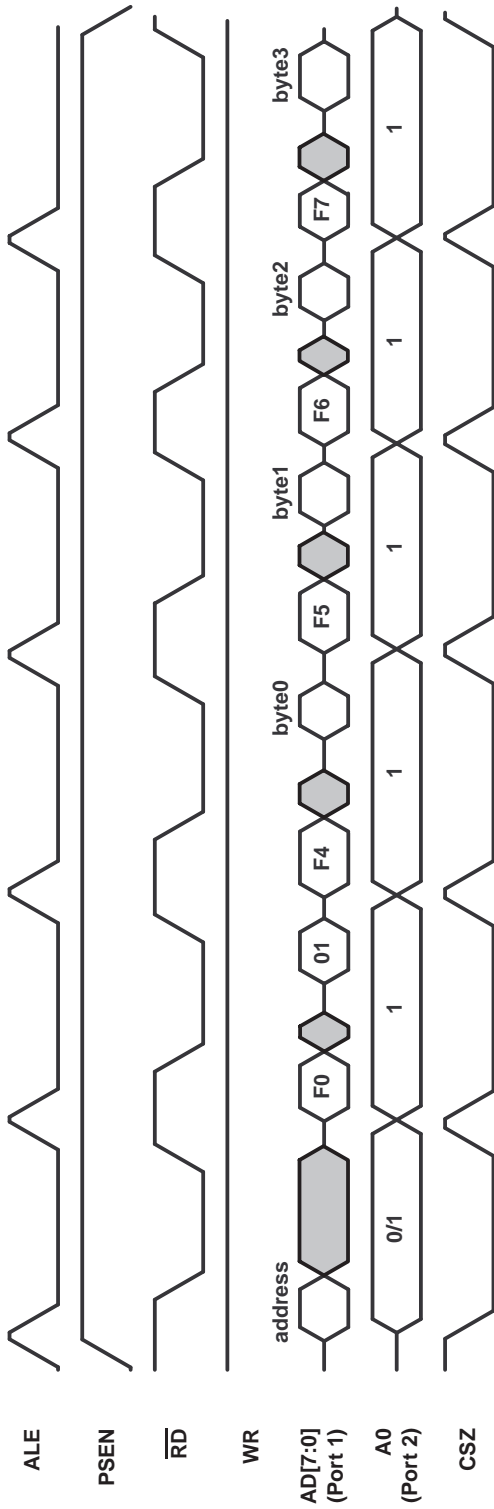 ALE
PSEN
RD
WR
AD[7:0]
(Port 1)
address
F0
01
F4
byte0
F5
byte1
F6
byte2
F7
byte3
A0
(Port 2)
0/1
1
1
1
1
1
CSZ